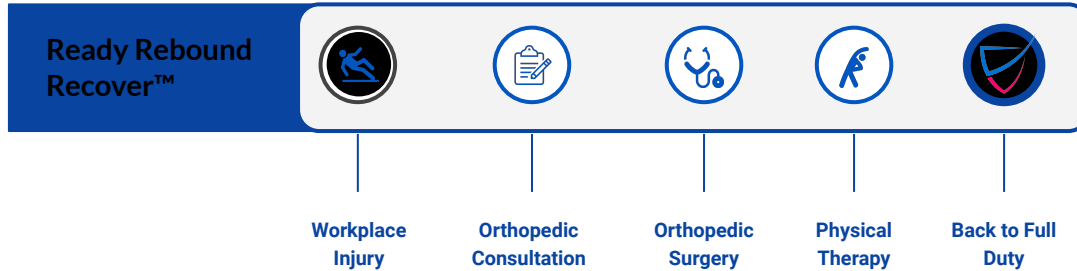 Ready Rebound
Recover™
Workplace
Injury
Orthopedic
Consultation
Orthopedic
Surgery
Physical
Therapy
Back to Full
Duty